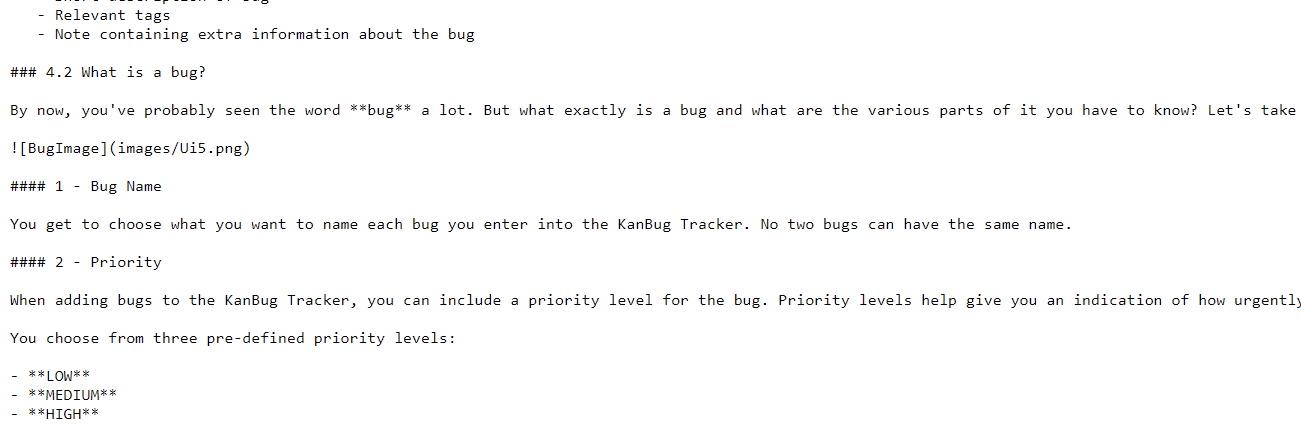 - Relevant tags
- Note containing extra information about the bug
### 4.2 What is a bug?
By now, you've probably seen the word **bug** a lot. But what exactly is a bug and what are the various parts of it you have to know? Let's take
![BugImage](images/Ui5.png)
#### 1 - Bug Name
You get to choose what you want to name each bug you enter into the KanBug Tracker. No two bugs can have the same name.
#### 2 - Priority
When adding bugs to the KanBug Tracker, you can include a priority level for the bug. Priority levels help give you an indication of how urgently
You choose from three pre-defined priority levels:
- **LOW**
- **MEDIUM**
- **HIGH**